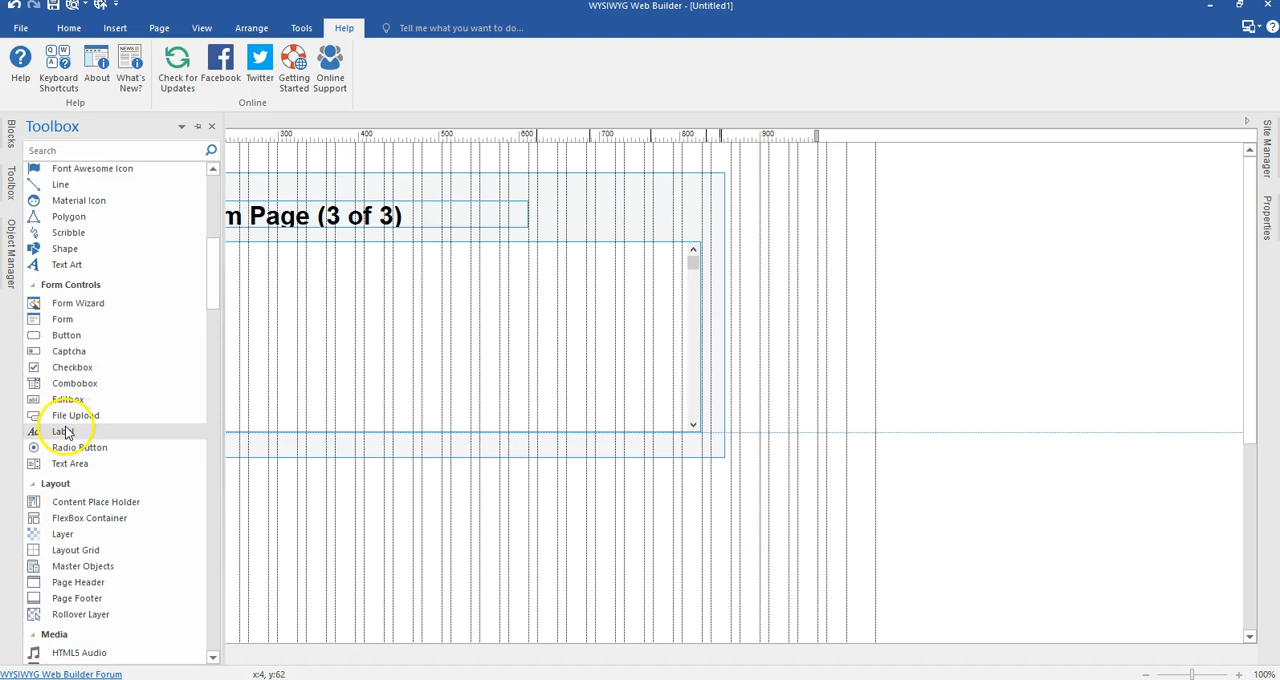 WYSIWYG Web Builder - [Untitled1]
File Home Insert Page View Arrange Tools Help Tell me what you want to do...
Help Keyboard Shortcuts About What's New? Check for Updates Facebook Twitter Getting Started Online Support
Help Online
Blocks
Toolbox
Object Manager
Toolbox
Search
Font Awesome Icon
Line
Material Icon
Polygon
Scribble
Shape
Text Art
Form Controls
Form Wizard
Form
Button
Captcha
Checkbox
Combobox
Editbox
File Upload
Label
Radio Button
Text Area
Layout
Content Place Holder
FlexBox Container
Layer
Layout Grid
Master Objects
Page Header
Page Footer
Rollover Layer
Media
HTML5 Audio
300 400 500 600 700 800 900
m Page (3 of 3)
Site Manager
Properties
WYSIWYG Web Builder Forum
x:4, y:62
100%